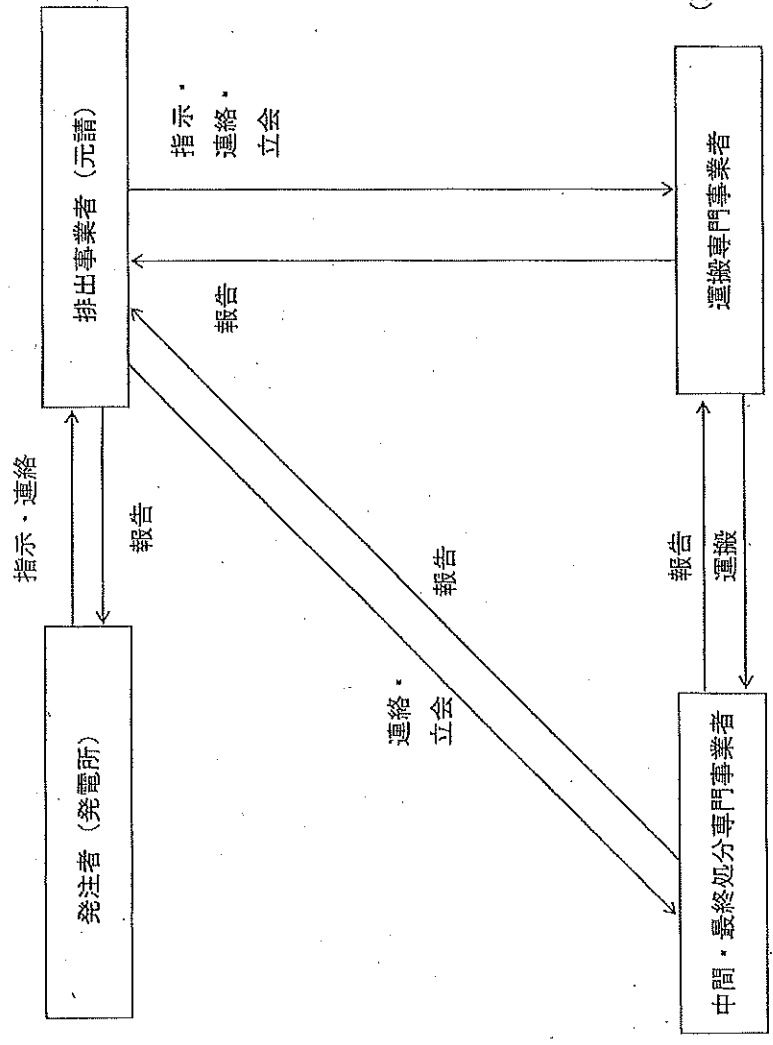 発注者（発電所）
指示・連絡
報告
排出事業者（元請）
指示・
連絡・
立会
報告
連絡・
立会
報告
中間・最終処分専門事業者
報告
運搬
運搬専門事業者
（